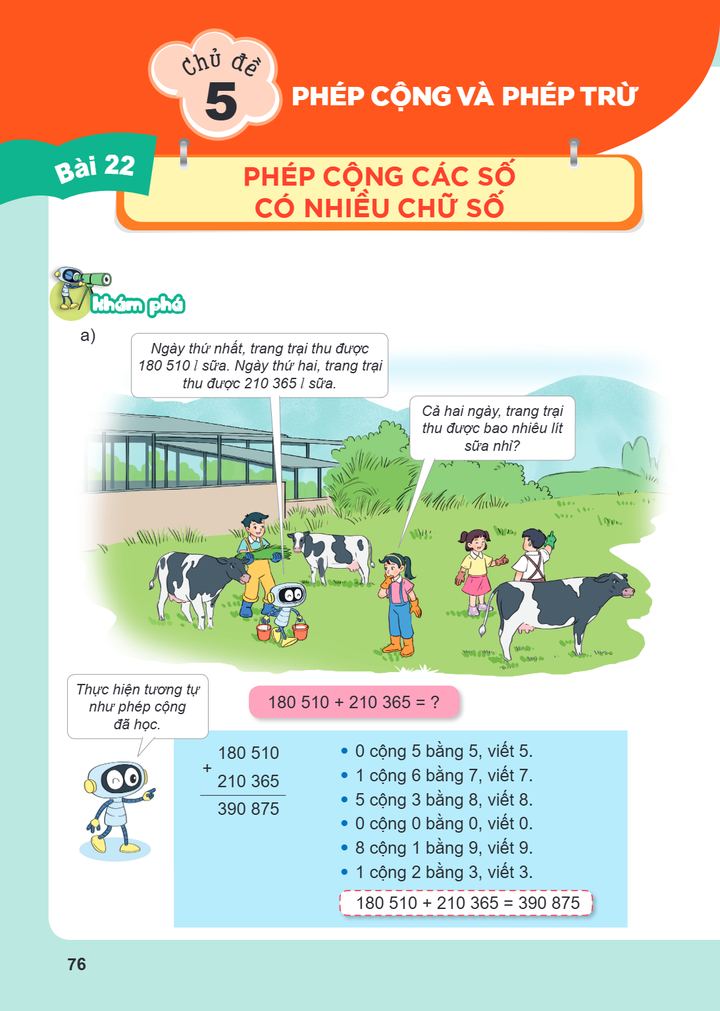 Chủ đề
5
PHÉP CỘNG VÀ PHÉP TRỪ
Bài 22
PHÉP CỘNG CÁC SỐ
CÓ NHIỀU CHỮ SỐ
Khám phá
a)
Ngày thứ nhất, trang trại thu được
180 510 l sữa. Ngày thứ hai, trang trại
thu được 210 365 l sữa.
Cả hai ngày, trang trại
thu được bao nhiêu lít
sữa nhỉ?
Thực hiện tương tự
như phép cộng
đã học.
180 510 + 210 365 = ?
180 510
+
210 365
390 875
• 0 cộng 5 bằng 5, viết 5.
• 1 cộng 6 bằng 7, viết 7.
• 5 cộng 3 bằng 8, viết 8.
• 0 cộng 0 bằng 0, viết 0.
• 8 cộng 1 bằng 9, viết 9.
• 1 cộng 2 bằng 3, viết 3.
180 510 + 210 365 = 390 875
76